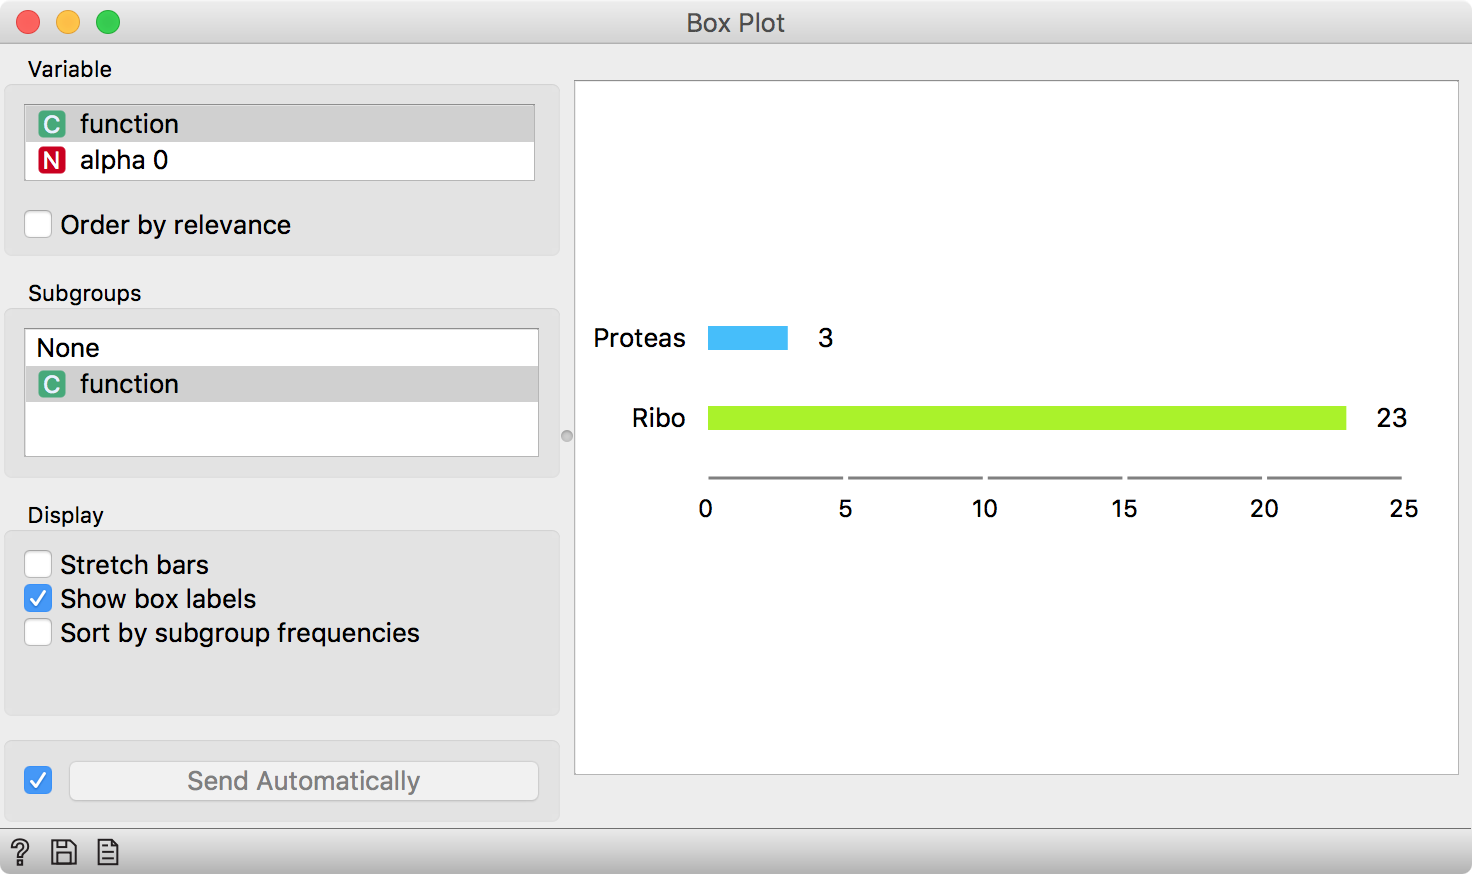 Box Plot
Variable
C function
N alpha 0
Order by relevance
Subgroups
None
C function
Display
Stretch bars
Show box labels
Sort by subgroup frequencies
Send Automatically
Proteas 3
Ribo 23
0 5 10 15 20 25
?